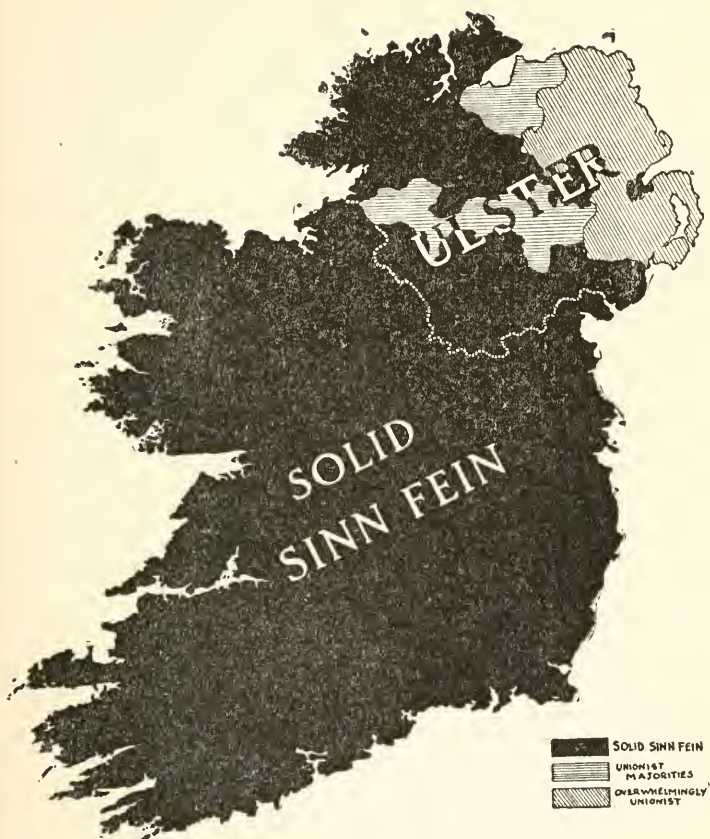 ULSTER
SOLID
SINN FEIN
SOLID SINN FEIN
UNIONIST
MAJORITIES
OVERWHELMINGLY
UNIONIST